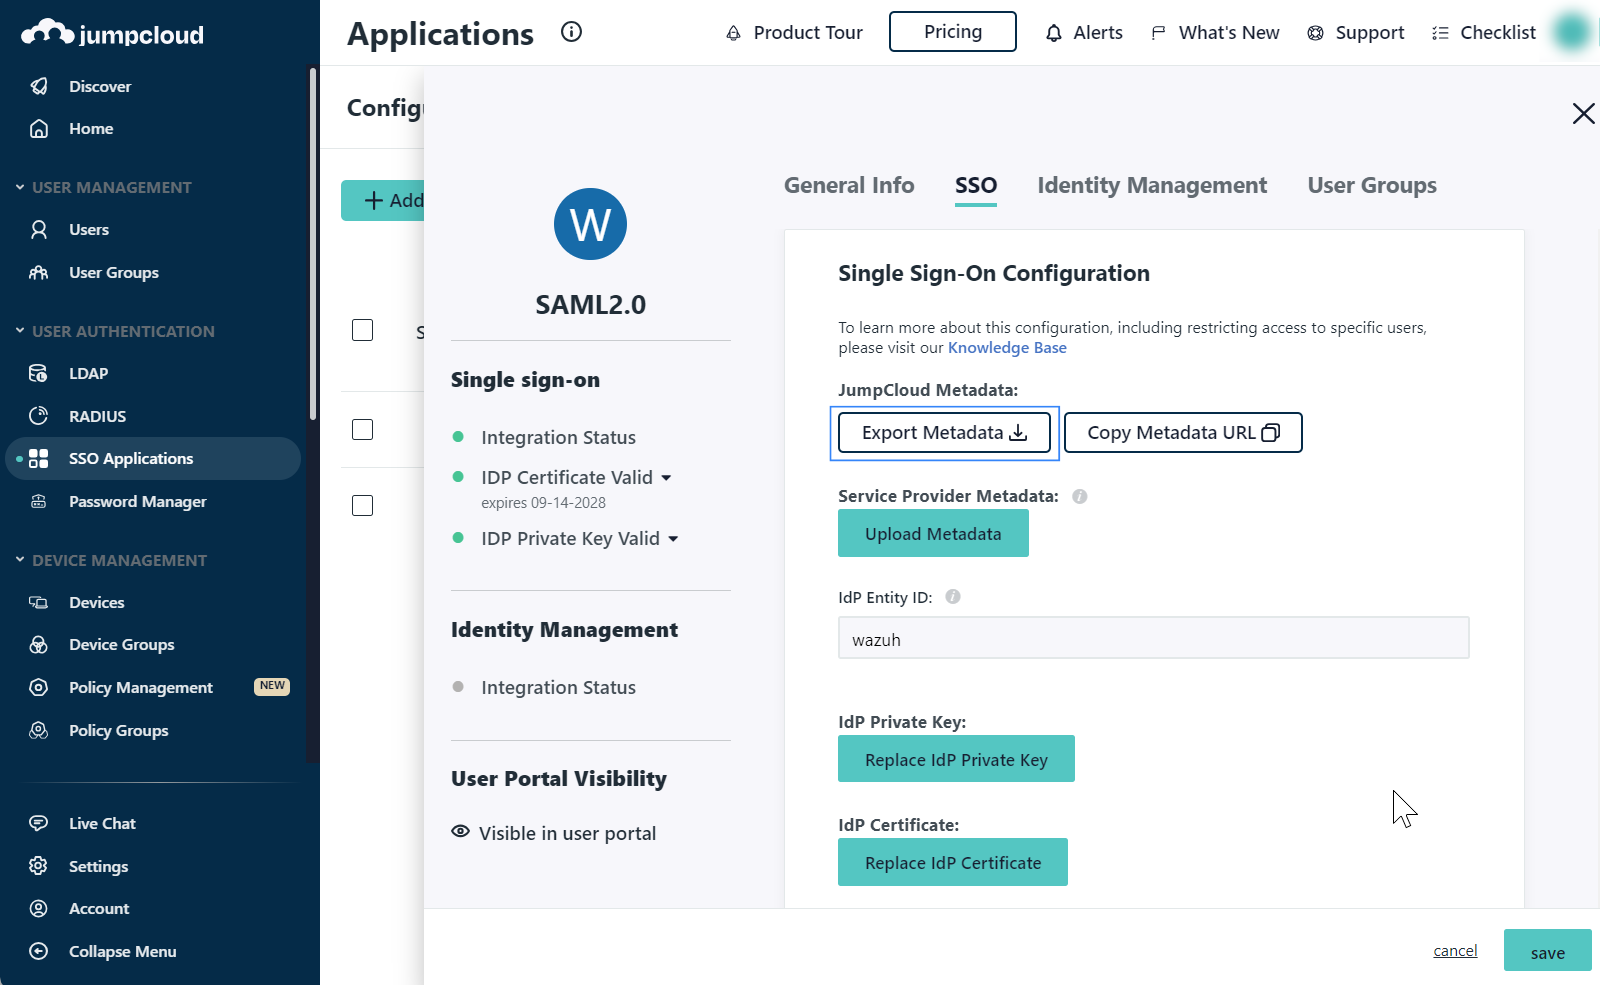 jumpcloud
Discover
Home
USER MANAGEMENT
Users
User Groups
USER AUTHENTICATION
LDAP
RADIUS
SSO Applications
Password Manager
DEVICE MANAGEMENT
Devices
Device Groups
Policy Management NEW
Policy Groups
Live Chat
Settings
Account
Collapse Menu
Applications
Product Tour
Pricing
Alerts
What's New
Support
Checklist
Add
W
SAML2.0
Single sign-on
Integration Status
IDP Certificate Valid
expires 09-14-2028
IDP Private Key Valid
Identity Management
Integration Status
User Portal Visibility
Visible in user portal
General Info SSO Identity Management User Groups
Single Sign-On Configuration
To learn more about this configuration, including restricting access to specific users,
please visit our Knowledge Base
JumpCloud Metadata:
Export Metadata Copy Metadata URL
Service Provider Metadata:
Upload Metadata
IdP Entity ID:
wazuh
IdP Private Key:
Replace IdP Private Key
IdP Certificate:
Replace IdP Certificate
cancel save